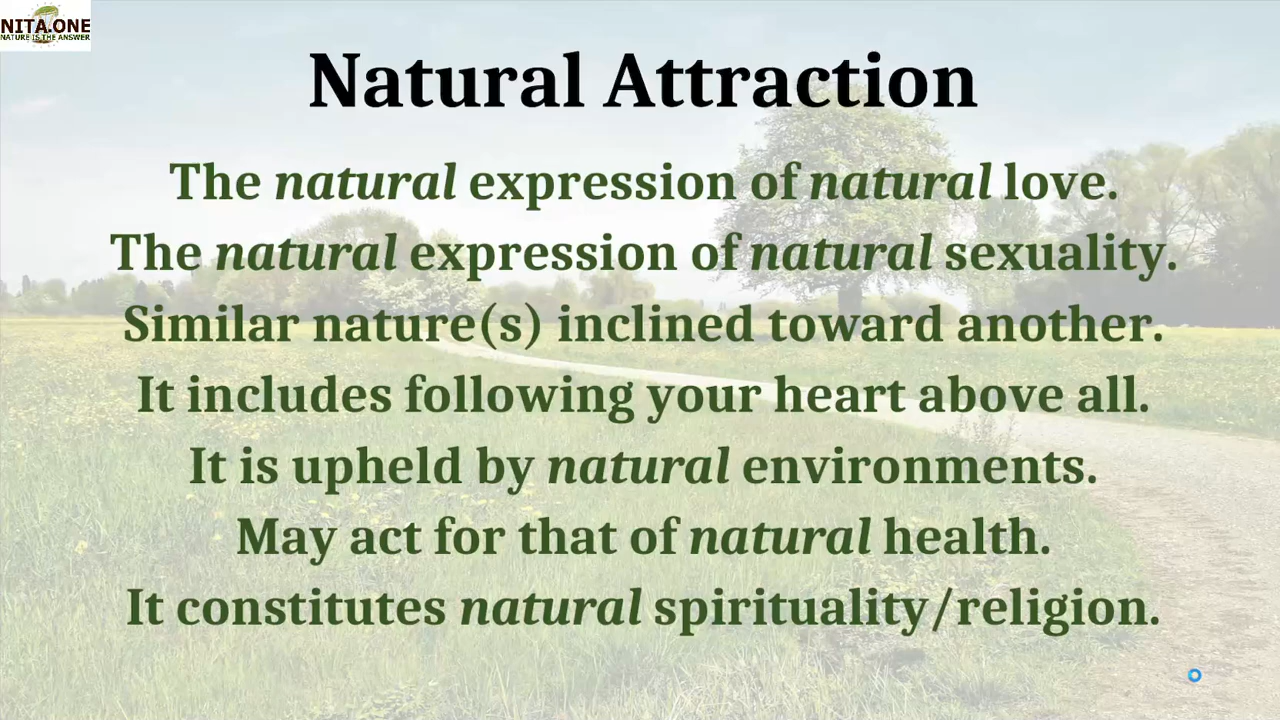 NITA.ONE
NATURE IS THE ANSWER
Natural Attraction
The natural expression of natural love.
The natural expression of natural sexuality.
Similar nature(s) inclined toward another.
It includes following your heart above all.
It is upheld by natural environments.
May act for that of natural health.
It constitutes natural spirituality/religion.